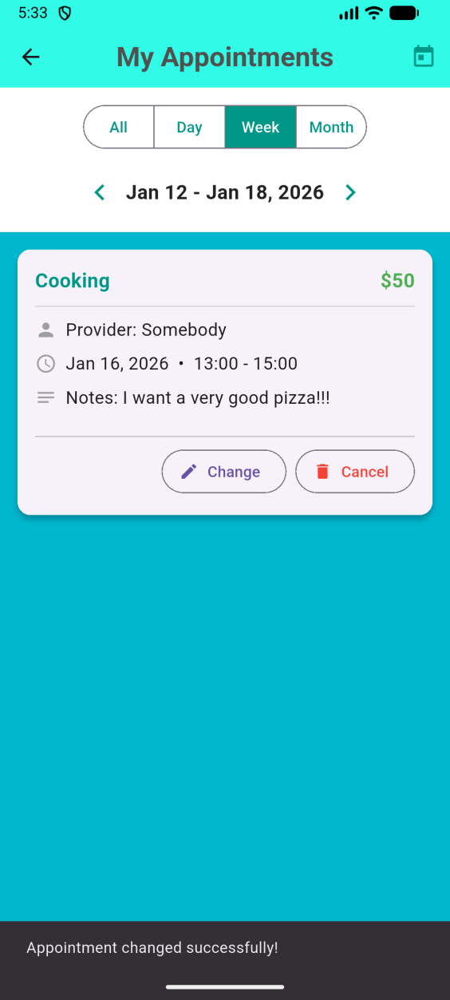 5:33
My Appointments
All Day Week Month
Jan 12 - Jan 18, 2026
Cooking $50
Provider: Somebody
Jan 16, 2026 • 13:00 - 15:00
Notes: I want a very good pizza!!!
Change Cancel
Appointment changed successfully!